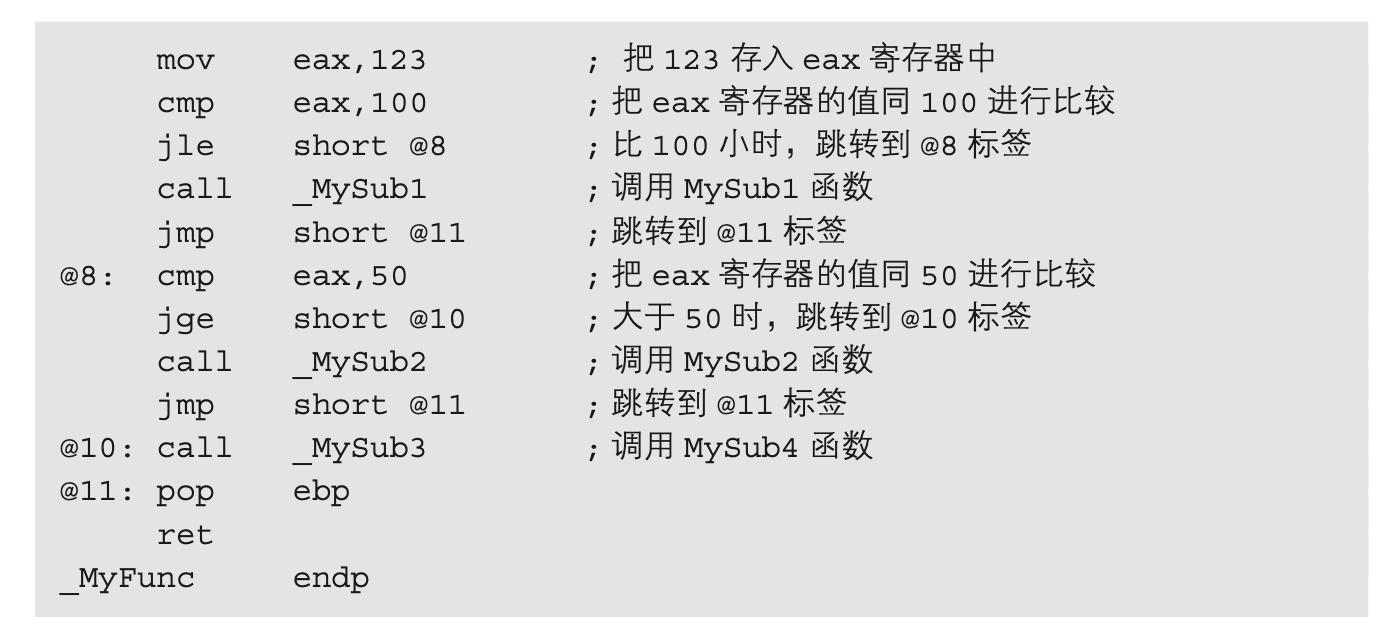 mov eax,123 ; 把 123 存入 eax 寄存器中
cmp eax,100 ; 把 eax 寄存器的值同 100 进行比较
jle short @8 ; 比 100 小时，跳转到 @8 标签
call _MySub1 ; 调用 MySub1 函数
jmp short @11 ; 跳转到 @11 标签
@8: cmp eax,50 ; 把 eax 寄存器的值同 50 进行比较
jge short @10 ; 大于 50 时，跳转到 @10 标签
call _MySub2 ; 调用 MySub2 函数
jmp short @11 ; 跳转到 @11 标签
@10: call _MySub3 ; 调用 MySub4 函数
@11: pop ebp
ret
_MyFunc endp